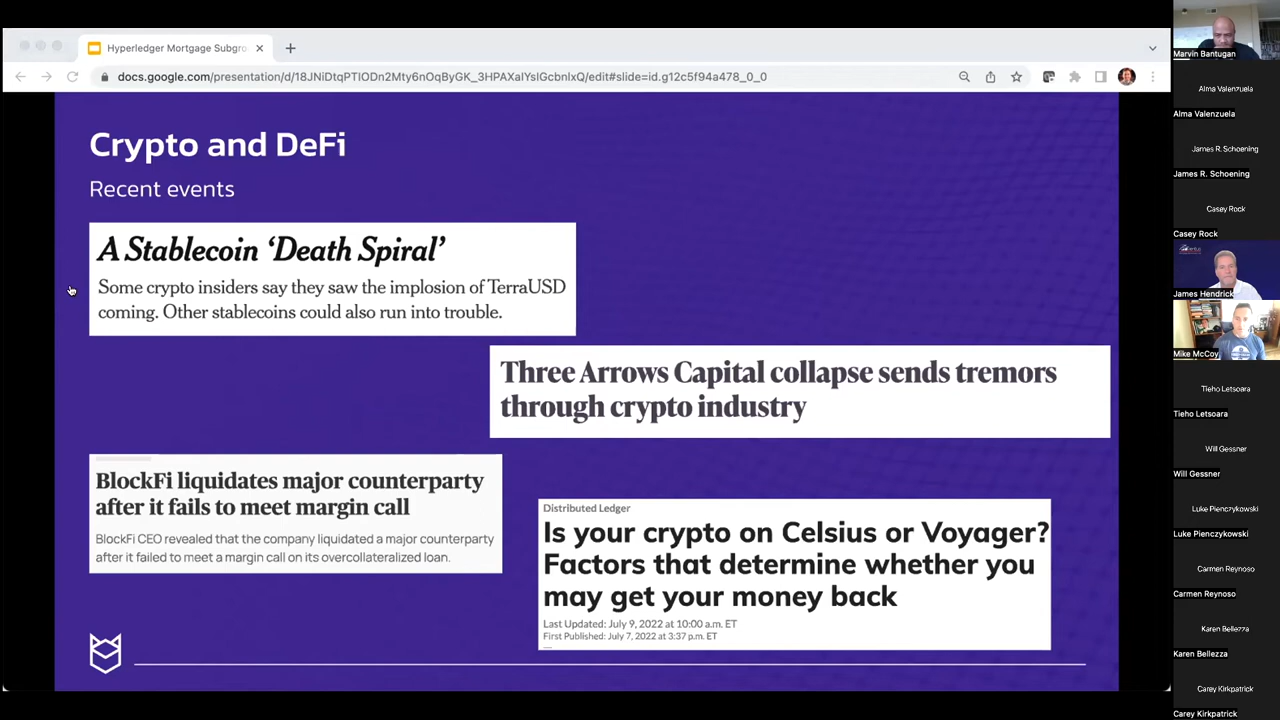 Hyperledger Mortgage Subgro
docs.google.com/presentation/d/18JNiDtqPTIODn2Mty6nOqByGK_3HPAXalYsIGcbnlxQ/edit#slide=id.g12c5f94a478_0_0
Crypto and DeFi
Recent events
A Stablecoin ‘Death Spiral’
Some crypto insiders say they saw the implosion of TerraUSD
coming. Other stablecoins could also run into trouble.
Three Arrows Capital collapse sends tremors
through crypto industry
BlockFi liquidates major counterparty
after it fails to meet margin call
BlockFi CEO revealed that the company liquidated a major counterparty
after it failed to meet a margin call on its overcollateralized loan.
Distributed Ledger
Is your crypto on Celsius or Voyager?
Factors that determine whether you
may get your money back
Last Updated: July 9, 2022 at 10:00 a.m. ET
First Published: July 7, 2022 at 3:37 p.m. ET
Marvin Bantugan
Alma Valenzuela
Alma Valenzuela
James R. Schoening
James R. Schoening
Casey Rock
Casey Rock
James Hendrick
Mike McCoy
Tieho Letsoara
Tieho Letsoara
Will Gessner
Will Gessner
Luke Pienczykowski
Luke Pienczykowski
Carmen Reynoso
Carmen Reynoso
Karen Bellezza
Karen Bellezza
Carey Kirkpatrick
Carey Kirkpatrick